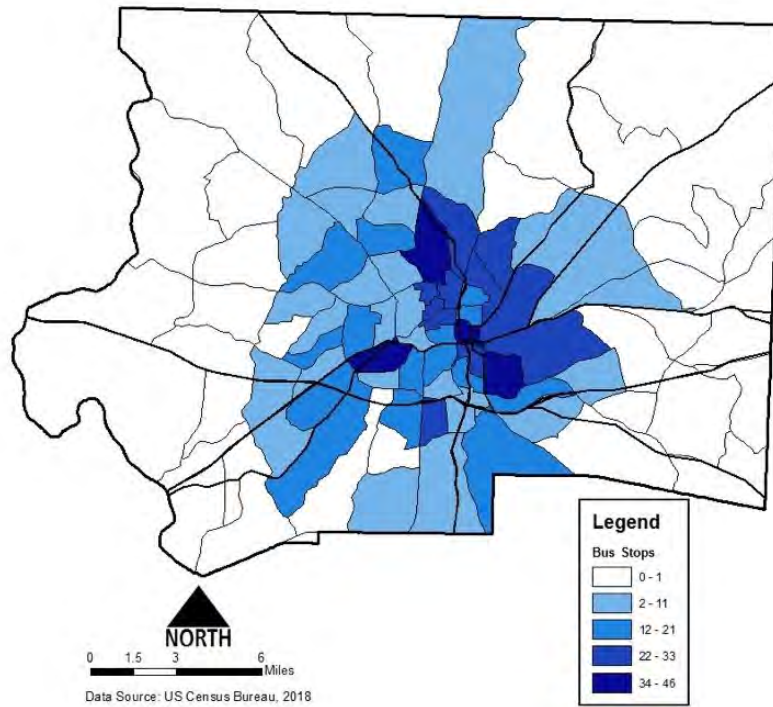 Legend
Bus Stops
0 - 1
2 - 11
12 - 21
22 - 33
34 - 46
NORTH
0 1.5 3 6
Miles
Data Source: US Census Bureau, 2018